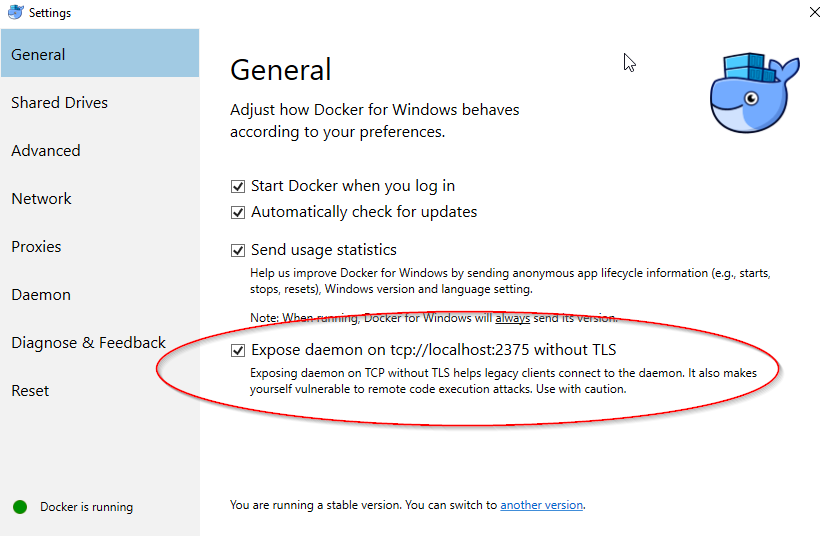 Settings
General
Shared Drives
Advanced
Network
Proxies
Daemon
Diagnose & Feedback
Reset
Docker is running
General
Adjust how Docker for Windows behaves
according to your preferences.
Start Docker when you log in
Automatically check for updates
Send usage statistics
Help us improve Docker for Windows by sending anonymous app lifecycle information (e.g., starts,
stops, resets), Windows version and language setting.
Note: When running, Docker for Windows will always send its version.
Expose daemon on tcp://localhost:2375 without TLS
Exposing daemon on TCP without TLS helps legacy clients connect to the daemon. It also makes
yourself vulnerable to remote code execution attacks. Use with caution.
You are running a stable version. You can switch to another version.